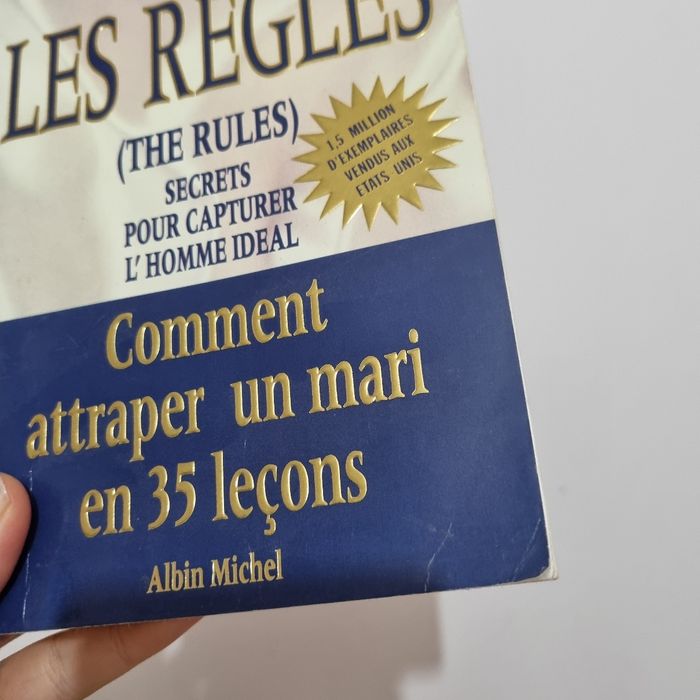 LES REGLES
(THE RULES)
SECRETS
POUR CAPTURER
L'HOMME IDEAL
1,5 MILLION
D'EXEMPLAIRES
VENDUS AUX
ETATS UNIS
Comment
attraper un mari
en 35 leçons
Albin Michel